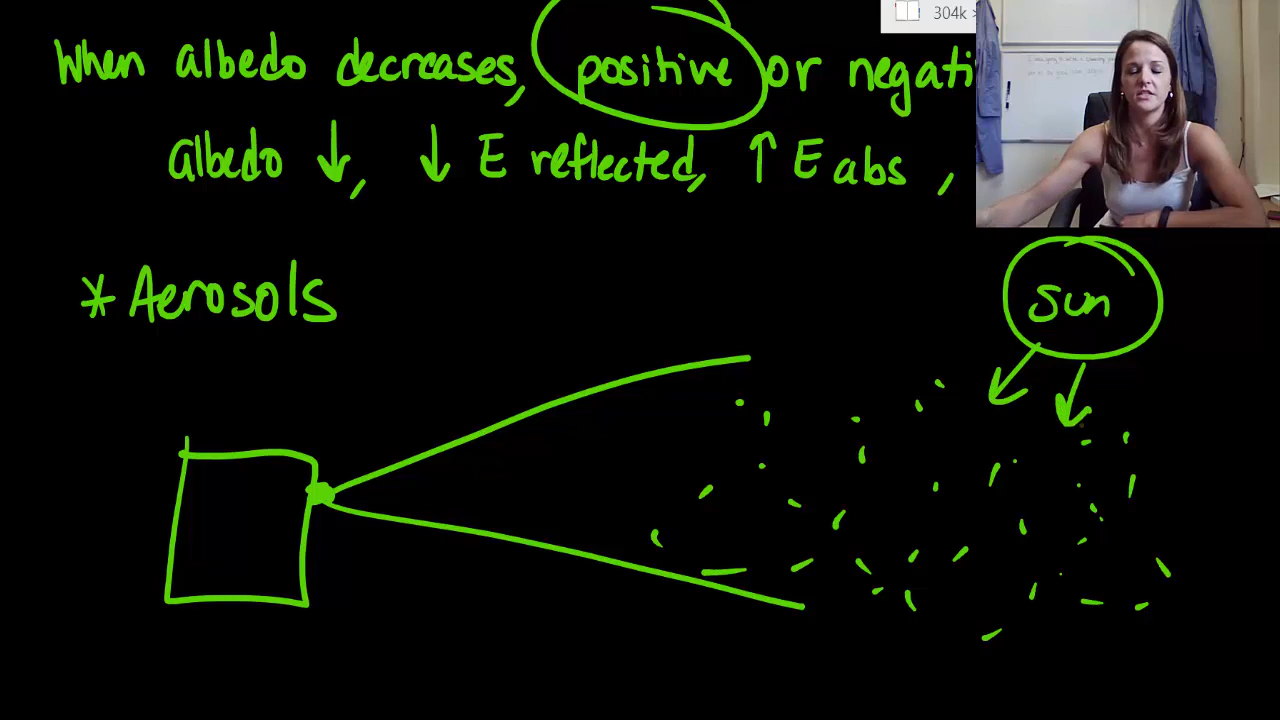 304k >
When albedo decreases, positive or negati
albedo ↓, ↓ E reflected, ↑ E abs ,
* Aerosols
sun